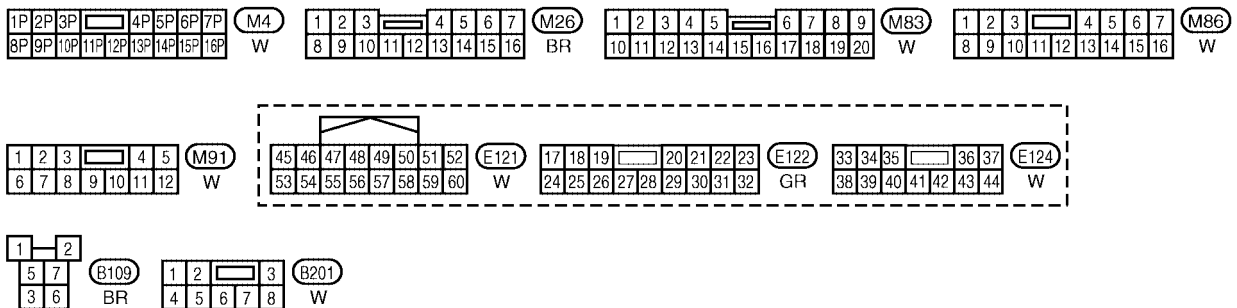 1P 2P 3P 4P 5P 6P 7P M4
8P 9P 10P 11P 12P 13P 14P 15P 16P W
1 2 3 4 5 6 7 M26
8 9 10 11 12 13 14 15 16 BR
1 2 3 4 5 6 7 8 9 M83
10 11 12 13 14 15 16 17 18 19 20 W
1 2 3 4 5 6 7 M86
8 9 10 11 12 13 14 15 16 W
1 2 3 4 5 M91
6 7 8 9 10 11 12 W
45 46 47 48 49 50 51 52 E121
53 54 55 56 57 58 59 60 W
17 18 19 20 21 22 23 E122
24 25 26 27 28 29 30 31 32 GR
33 34 35 36 37 E124
38 39 40 41 42 43 44 W
1 2
5 7 B109
3 6 BR
1 2 3 B201
4 5 6 7 8 W